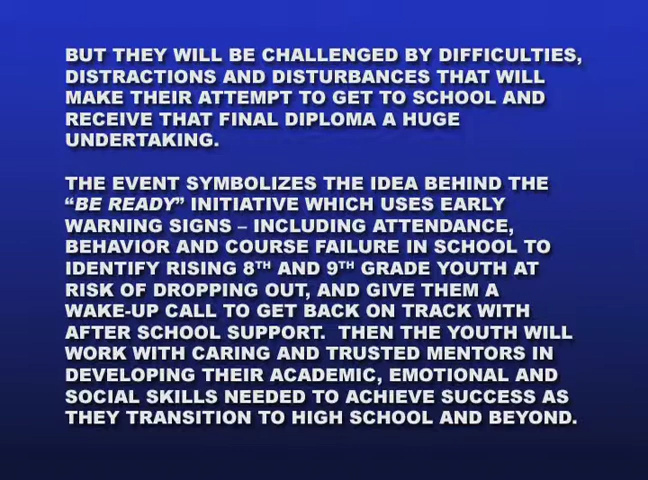 BUT THEY WILL BE CHALLENGED BY DIFFICULTIES,
DISTRACTIONS AND DISTURBANCES THAT WILL
MAKE THEIR ATTEMPT TO GET TO SCHOOL AND
RECEIVE THAT FINAL DIPLOMA A HUGE
UNDERTAKING.
THE EVENT SYMBOLIZES THE IDEA BEHIND THE
“BE READY” INITIATIVE WHICH USES EARLY
WARNING SIGNS – INCLUDING ATTENDANCE,
BEHAVIOR AND COURSE FAILURE IN SCHOOL TO
IDENTIFY RISING 8TH AND 9TH GRADE YOUTH AT
RISK OF DROPPING OUT, AND GIVE THEM A
WAKE-UP CALL TO GET BACK ON TRACK WITH
AFTER SCHOOL SUPPORT. THEN THE YOUTH WILL
WORK WITH CARING AND TRUSTED MENTORS IN
DEVELOPING THEIR ACADEMIC, EMOTIONAL AND
SOCIAL SKILLS NEEDED TO ACHIEVE SUCCESS AS
THEY TRANSITION TO HIGH SCHOOL AND BEYOND.